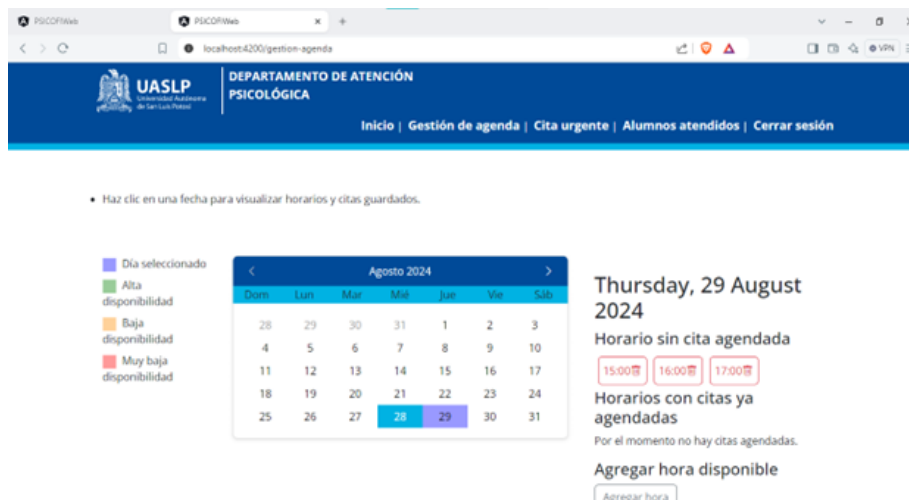 PSICOFIWeb
PSICOFIWeb
localhost:4200/gestion-agenda
VPN
UASLP
Universidad Autónoma
de San Luis Potosí
DEPARTAMENTO DE ATENCIÓN
PSICOLÓGICA
Inicio | Gestión de agenda | Cita urgente | Alumnos atendidos | Cerrar sesión
Haz clic en una fecha para visualizar horarios y citas guardados.
Día seleccionado
Alta
disponibilidad
Baja
disponibilidad
Muy baja
disponibilidad
Agosto 2024
Dom Lun Mar Mié Jue Vie Sáb
28 29 30 31 1 2 3
4 5 6 7 8 9 10
11 12 13 14 15 16 17
18 19 20 21 22 23 24
25 26 27 28 29 30 31
Thursday, 29 August
2024
Horario sin cita agendada
15:00 16:00 17:00
Horarios con citas ya
agendadas
Por el momento no hay citas agendadas.
Agregar hora disponible
Agregar hora